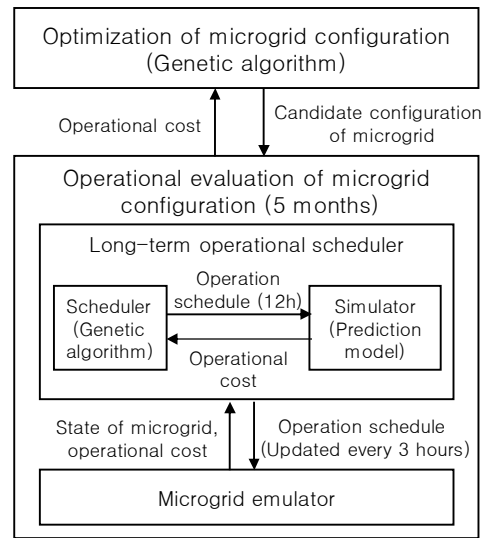 Optimization of microgrid configuration
(Genetic algorithm)
Operational cost
Candidate configuration
of microgrid
Operational evaluation of microgrid
configuration (5 months)
Long-term operational scheduler
Scheduler
(Genetic
algorithm)
Operation
schedule (12h)
Operational
cost
Simulator
(Prediction
model)
State of microgrid,
operational cost
Operation schedule
(Updated every 3 hours)
Microgrid emulator